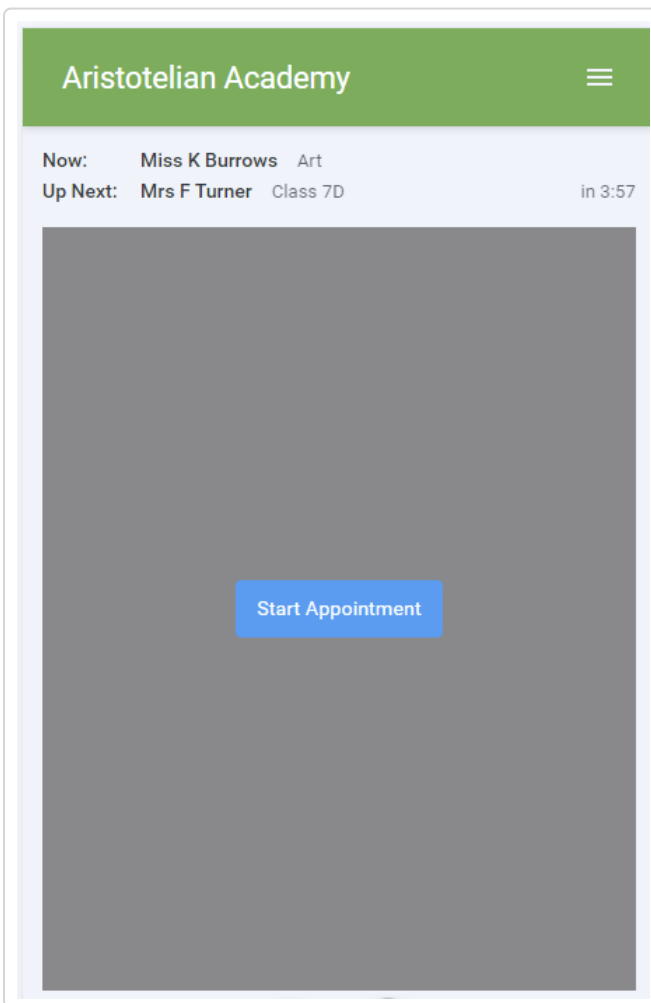 Aristotelian Academy
Now: Miss K Burrows Art
Up Next: Mrs F Turner Class 7D in 3:57
Start Appointment